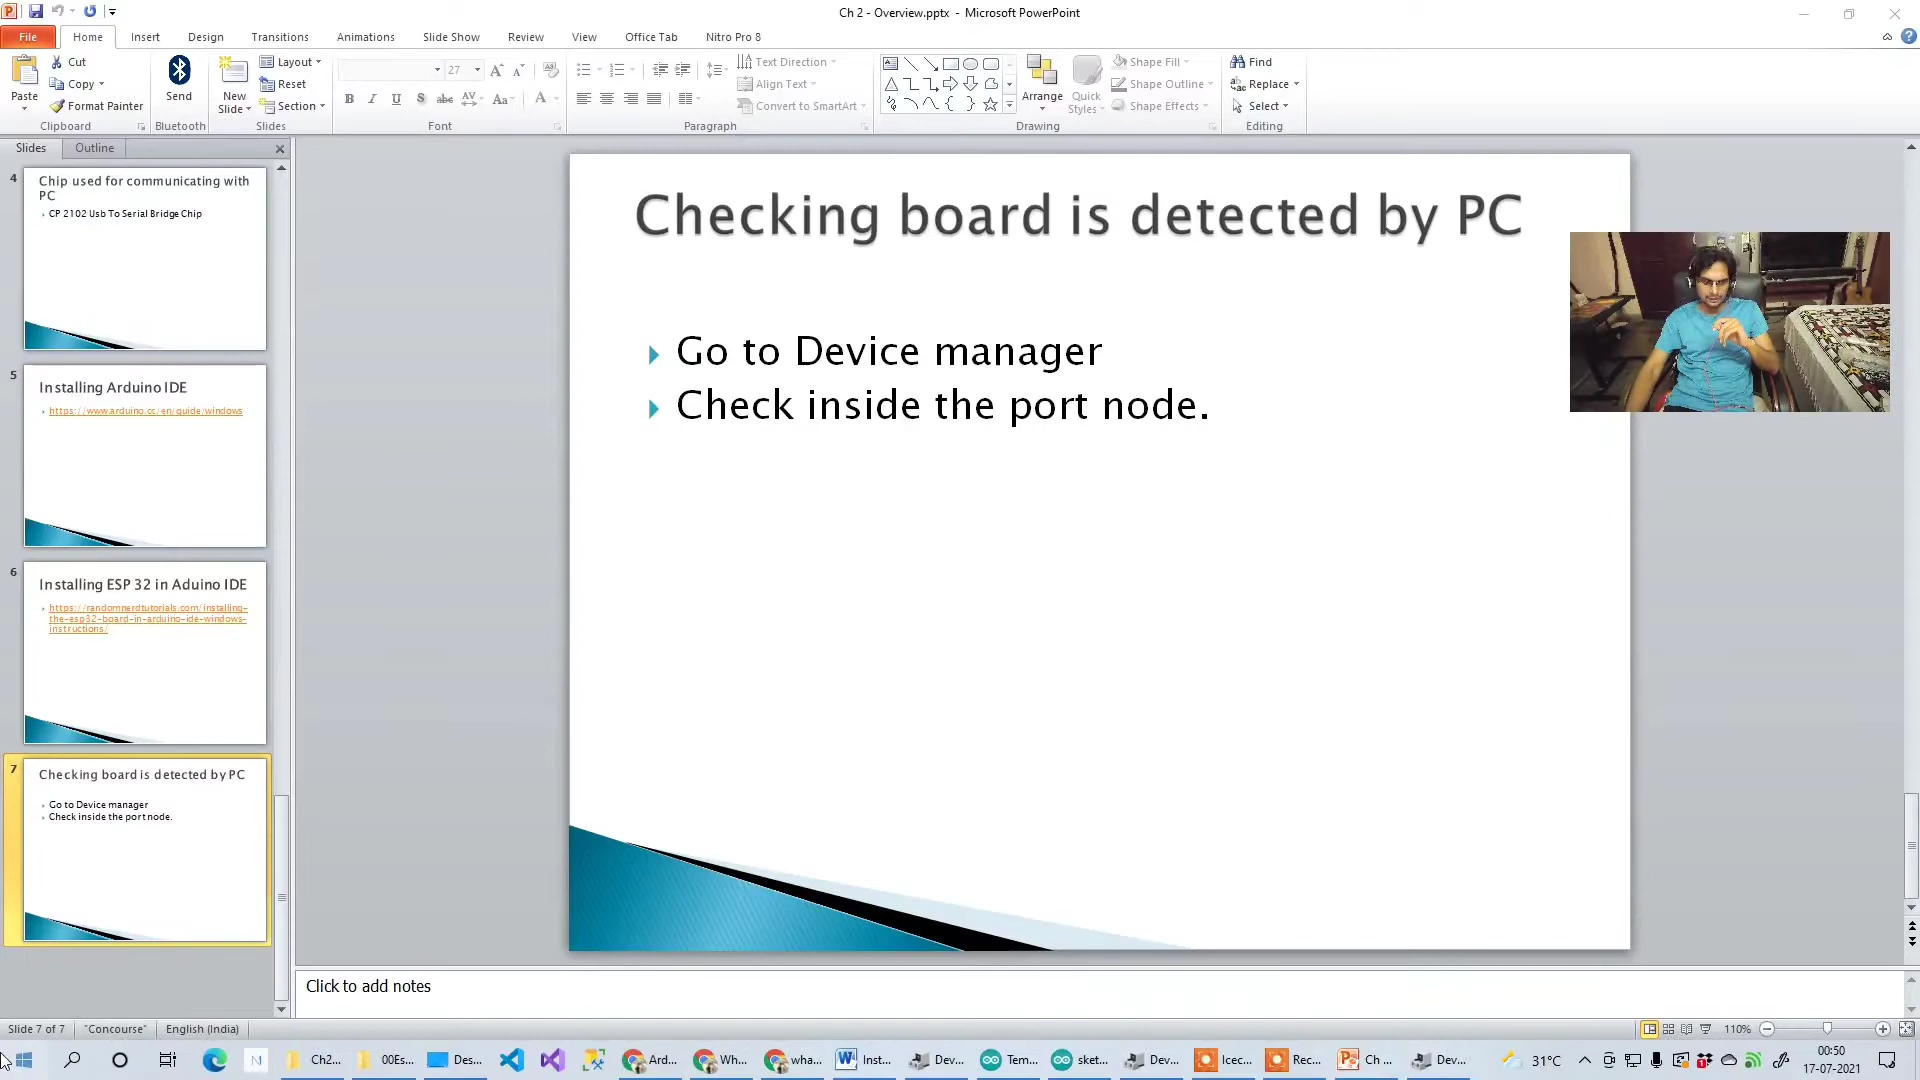 Ch 2 - Overview.pptx - Microsoft PowerPoint
File Home Insert Design Transitions Animations Slide Show Review View Office Tab Nitro Pro 8
Paste
Cut
Copy
Format Painter
Clipboard
Send
Bluetooth
New
Slide
Layout
Reset
Section
Slides
27
Font
Text Direction
Align Text
Convert to SmartArt
Paragraph
Arrange
Quick
Styles
Shape Fill
Shape Outline
Shape Effects
Drawing
Find
Replace
Select
Editing
Slides Outline
4
Chip used for communicating with
PC
CP 2102 Usb To Serial Bridge Chip
5
Installing Arduino IDE
https://www.arduino.cc/en/guide/windows
6
Installing ESP 32 in Aduino IDE
https://randomnerdtutorials.com/installing-
the-esp32-board-in-arduino-ide-windows-
instructions/
7
Checking board is detected by PC
Go to Device manager
Check inside the port node.
Checking board is detected by PC
Go to Device manager
Check inside the port node.
Click to add notes
Slide 7 of 7 "Concourse" English (India) 110%
Ch2... 00Es... Des... Ard... Wh... wha... Inst... Dev... Tem... sket... Dev... Icec... Rec... Ch ... Dev... 31°C
00:50
17-07-2021